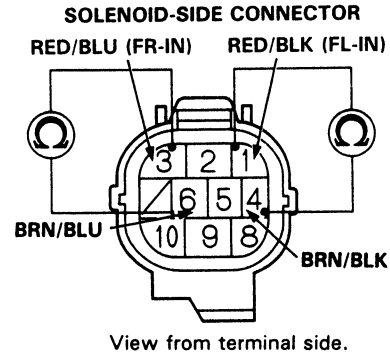 SOLENOID-SIDE CONNECTOR
RED/BLU (FR-IN) RED/BLK (FL-IN)
Ω Ω
3 2 1
6 5 4
BRN/BLU
10 9 8
BRN/BLK
View from terminal side.